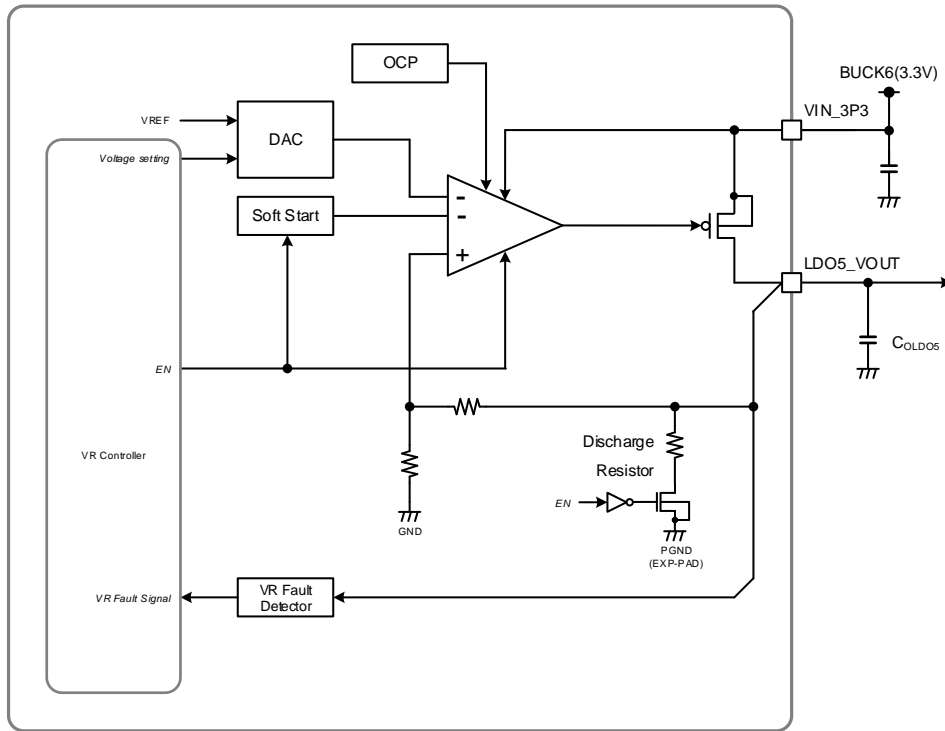 OCP
BUCK6(3.3V)
VIN_3P3
VREF
DAC
Voltage setting
-
Soft Start
-
+
LDO5_VOUT
COLDO5
EN
Discharge
Resistor
VR Controller
EN
GND
PGND
(EXP-PAD)
VR Fault Signal
VR Fault
Detector